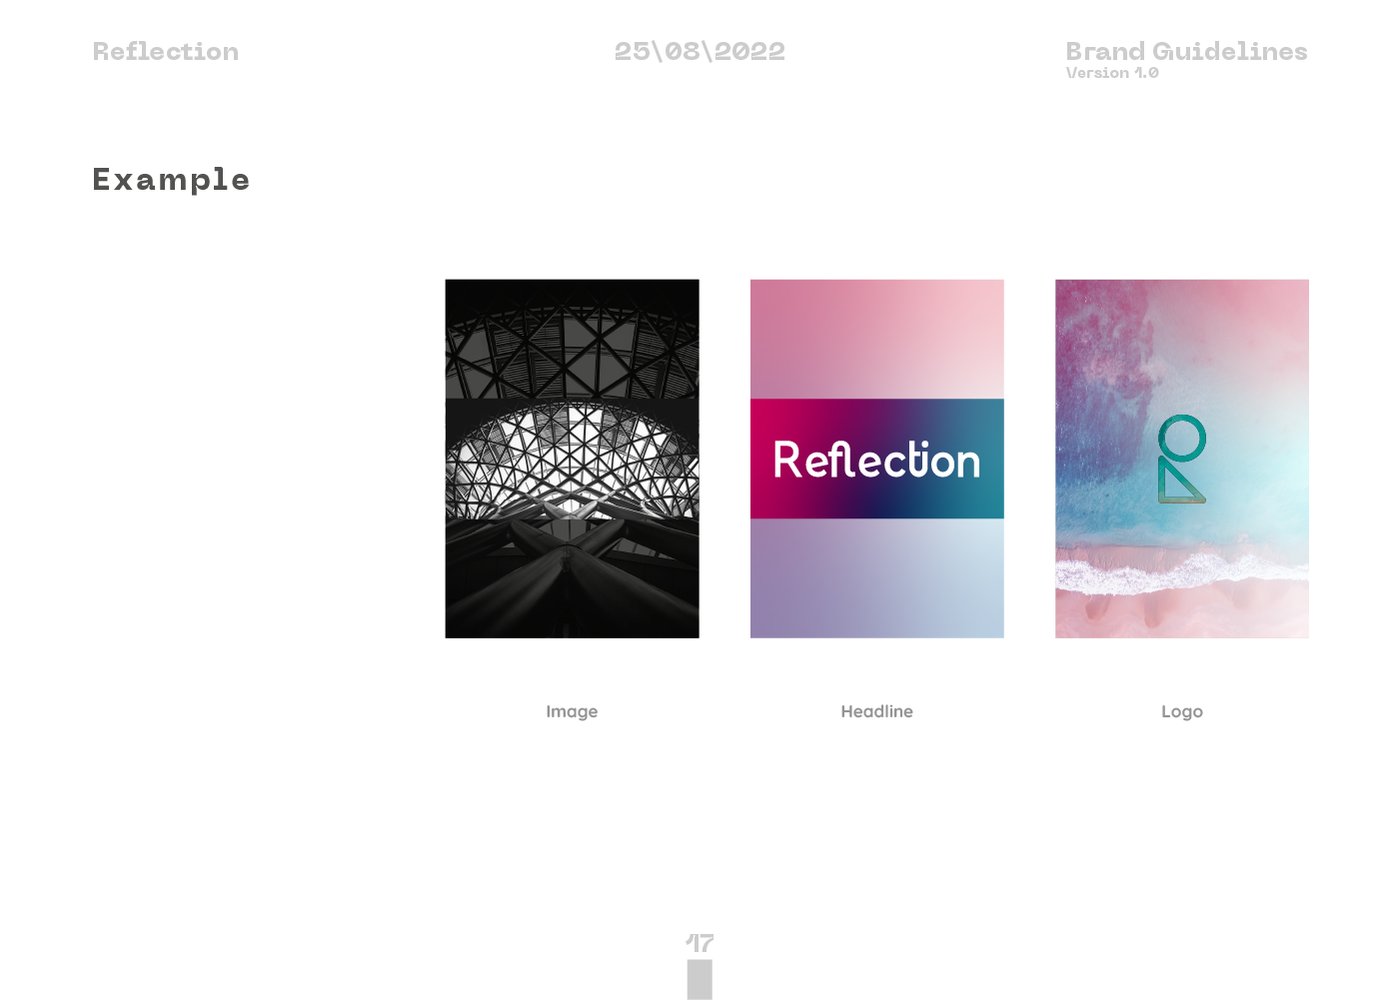 Reflection
25\08\2022
Brand Guidelines
Version 1.0
Example
Reflection
Image
Headline
Logo
17